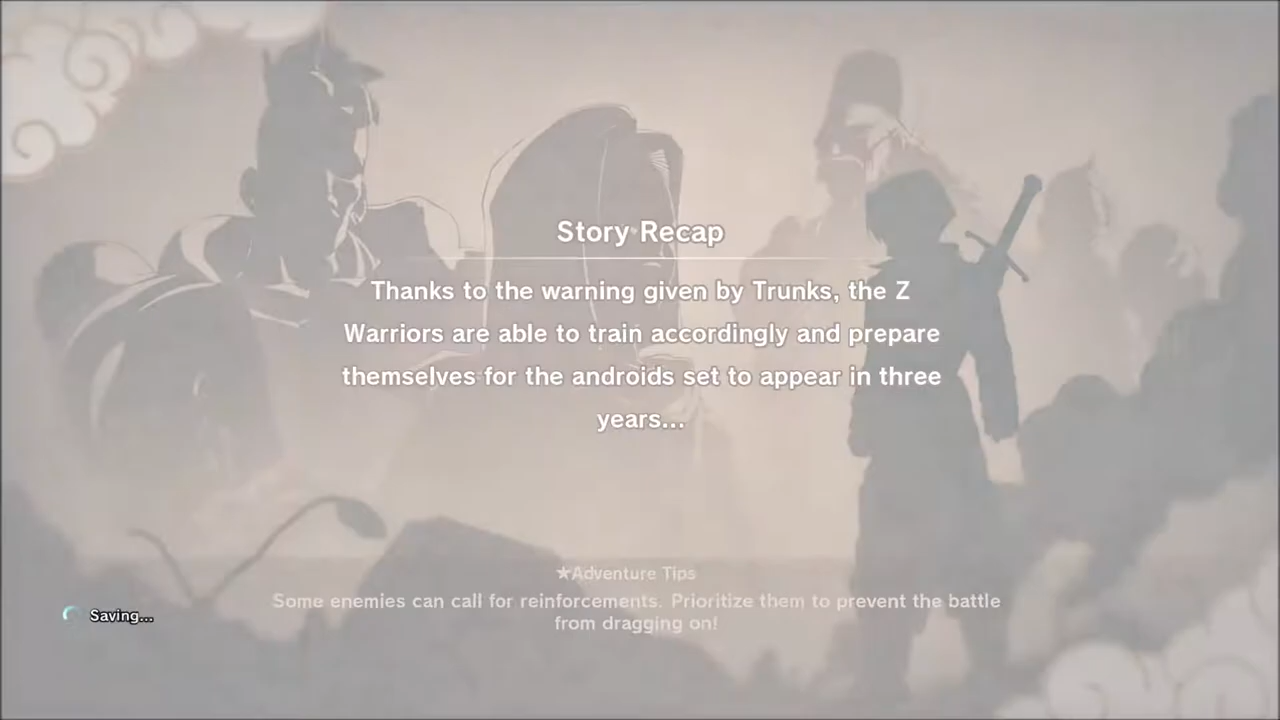 Story Recap
Thanks to the warning given by Trunks, the Z
Warriors are able to train accordingly and prepare
themselves for the androids set to appear in three
years...
★Adventure Tips
Some enemies can call for reinforcements. Prioritize them to prevent the battle
from dragging on!
Saving...